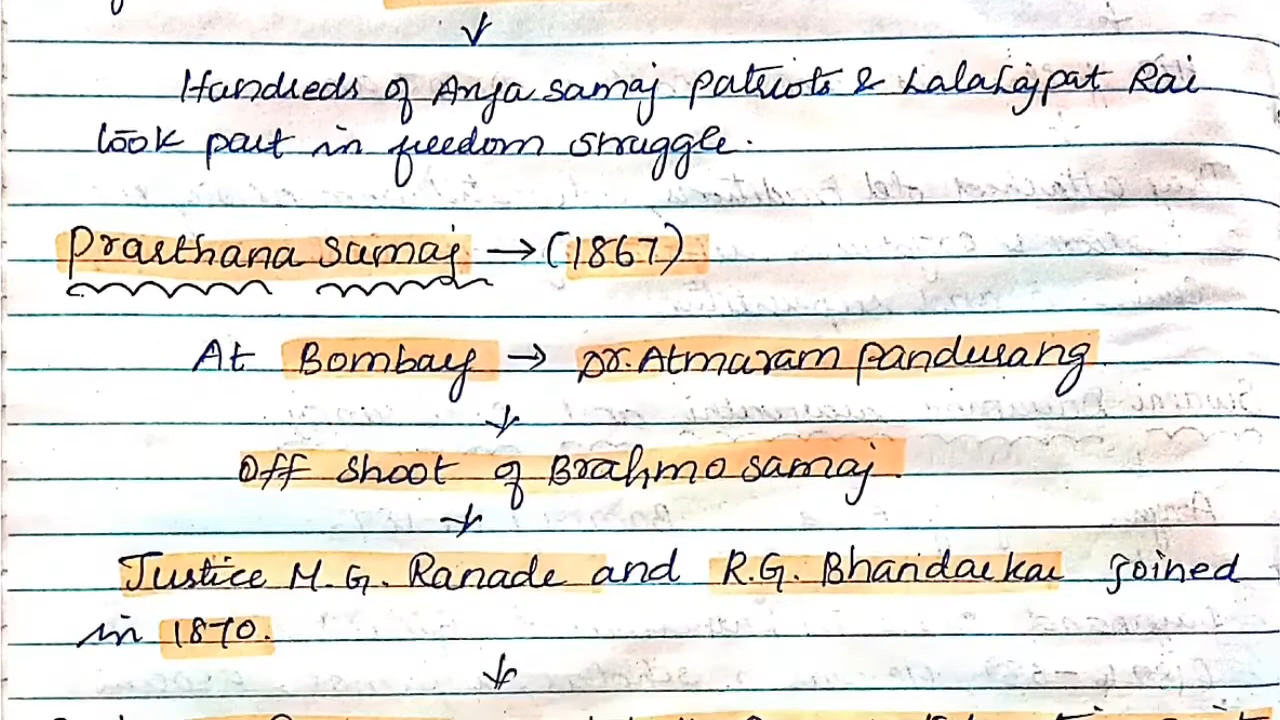 Hundreds of Arya samaj patriots & Lala Lajpat Rai
took part in freedom struggle.
Prarthana Samaj → (1867)
At Bombay → Dr. Atmaram Pandurang
Off shoot of Brahmo samaj.
Justice M.G. Ranade and R.G. Bhandarkar joined
in 1870.